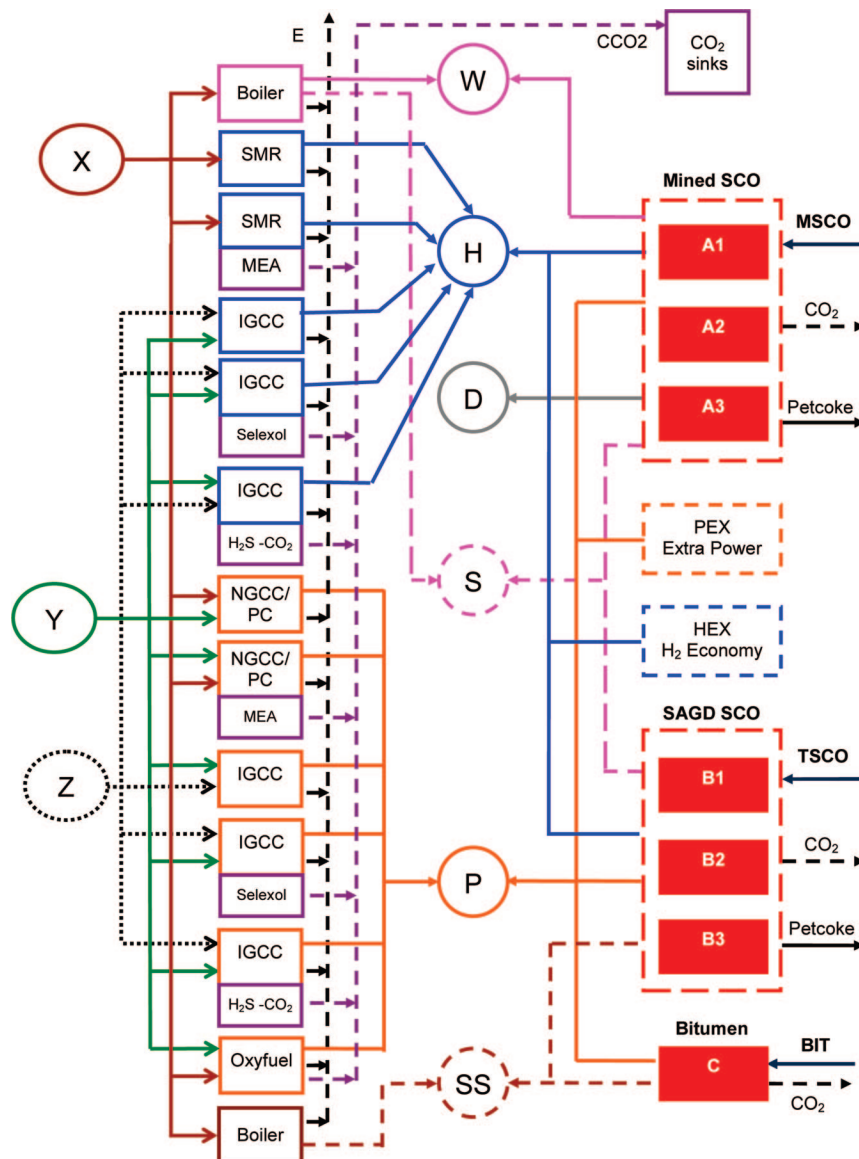 E
CCO2
CO2
sinks
Boiler
W
X
SMR
SMR
MEA
H
Mined SCO
MSCO
A1
CO2
A2
Petcoke
A3
IGCC
IGCC
Selexol
D
IGCC
H2S -CO2
PEX
Extra Power
S
Y
NGCC/
PC
NGCC/
PC
MEA
HEX
H2 Economy
SAGD SCO
TSCO
B1
CO2
B2
Petcoke
B3
Z
IGCC
IGCC
Selexol
P
IGCC
H2S -CO2
Bitumen
BIT
C
CO2
Oxyfuel
SS
Boiler